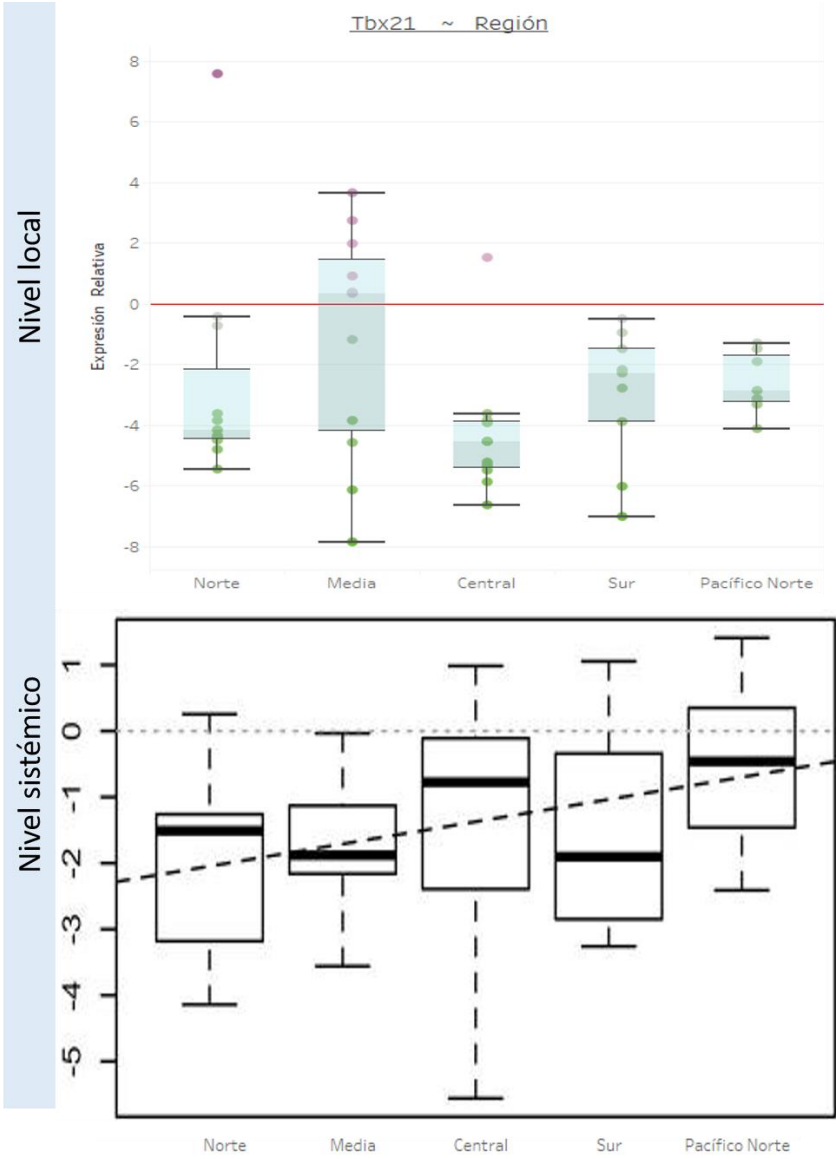 Tbx21 ~ Región
Nivel local
Expresión Relativa
8
6
4
2
0
-2
-4
-6
-8
Norte Media Central Sur Pacífico Norte
Nivel sistémico
1
0
-1
-2
-3
-4
-5
Norte Media Central Sur Pacífico Norte